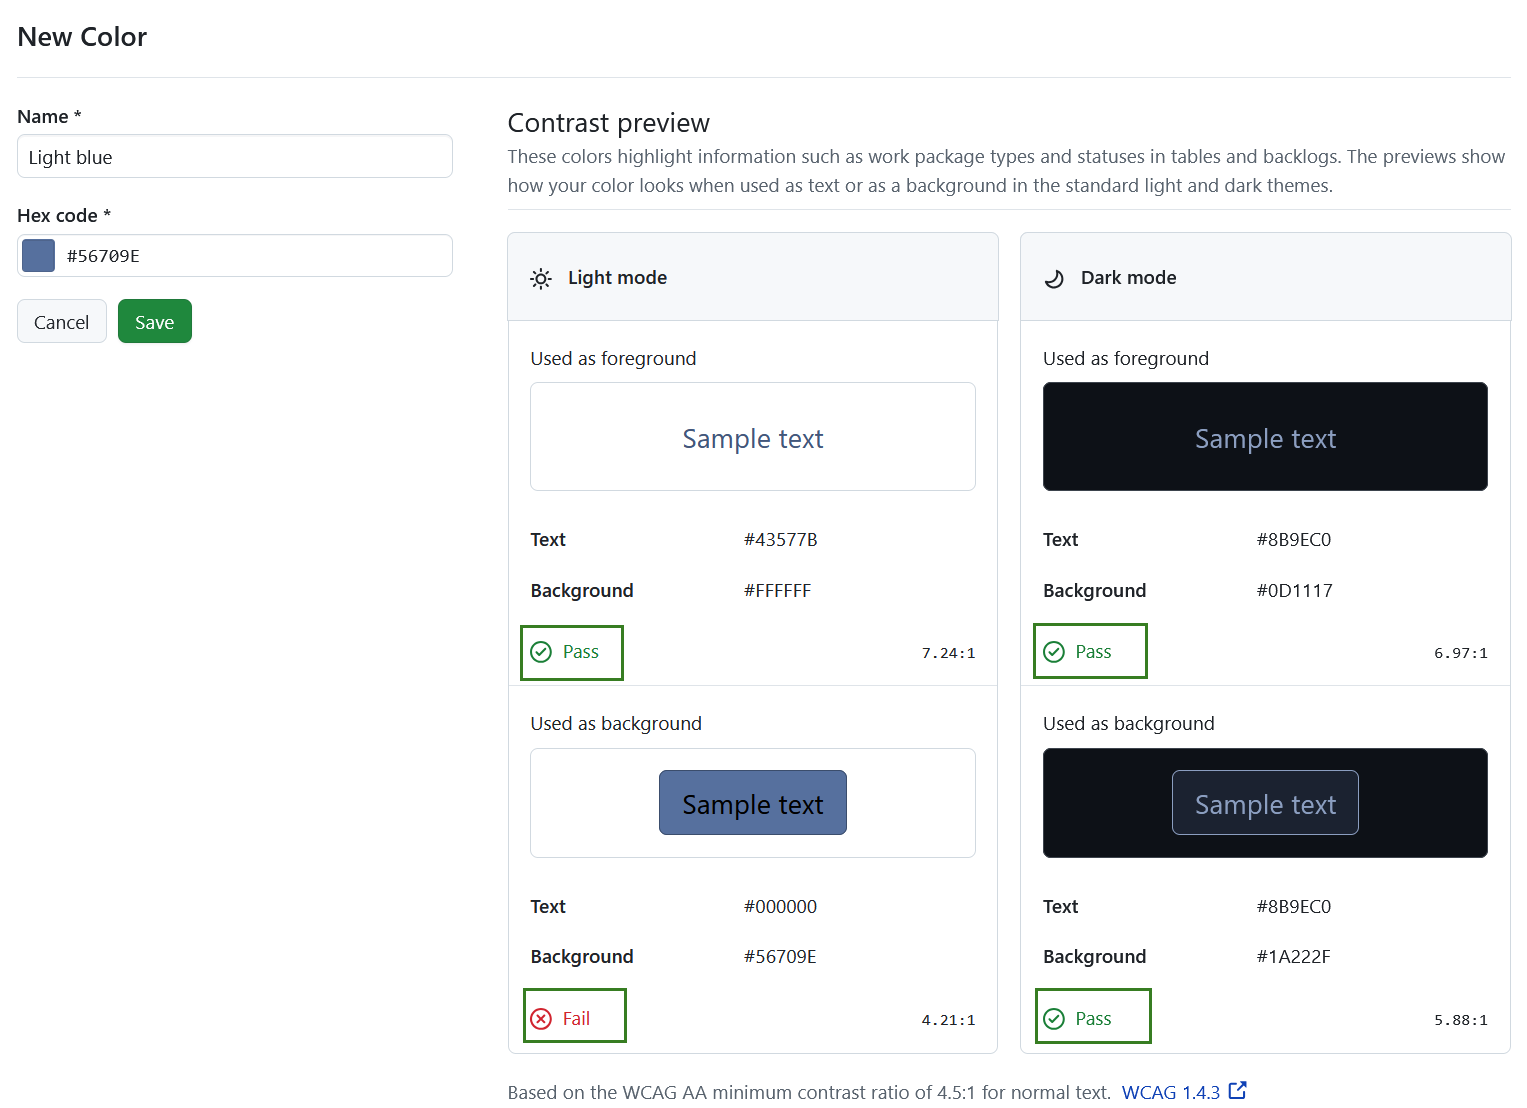 New Color
Name *
Light blue
Hex code *
#56709E
Cancel
Save
Contrast preview
These colors highlight information such as work package types and statuses in tables and backlogs. The previews show
how your color looks when used as text or as a background in the standard light and dark themes.
Light mode
Used as foreground
Sample text
Text #43577B
Background #FFFFFF
Pass 7.24:1
Used as background
Sample text
Text #000000
Background #56709E
Fail 4.21:1
Dark mode
Used as foreground
Sample text
Text #8B9EC0
Background #0D1117
Pass 6.97:1
Used as background
Sample text
Text #8B9EC0
Background #1A222F
Pass 5.88:1
Based on the WCAG AA minimum contrast ratio of 4.5:1 for normal text. WCAG 1.4.3